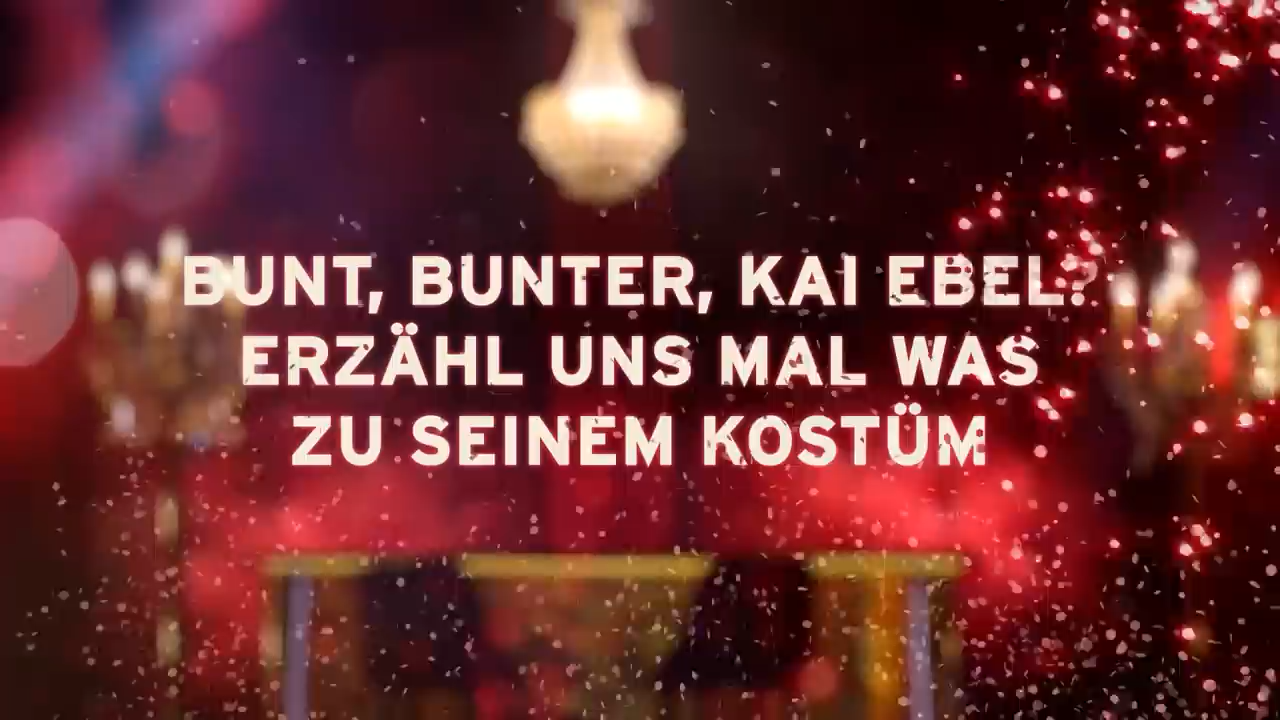 BUNT, BUNTER, KAI EBEL?
ERZÄHL UNS MAL WAS
ZU SEINEM KOSTÜM